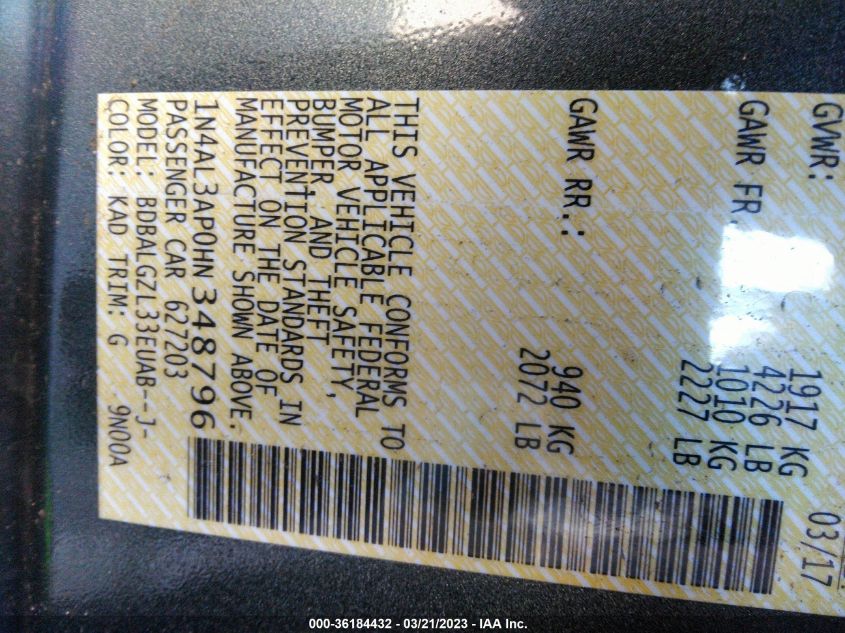 03/17
GVWR: 1917 KG
4226 LB
GAWR FR. 1010 KG
2227 LB
GAWR RR.: 940 KG
2072 LB
THIS VEHICLE CONFORMS TO
ALL APPLICABLE FEDERAL
MOTOR VEHICLE SAFETY,
BUMPER, AND THEFT
PREVENTION STANDARDS IN
EFFECT ON THE DATE OF
MANUFACTURE SHOWN ABOVE.
1N4AL3AP0HN348796
PASSENGER CAR 627203
MODEL: BDBALGZL33EUAB--J-
COLOR: KAD TRIM: G 9N00A
000-36184432 - 03/21/2023 - IAA Inc.